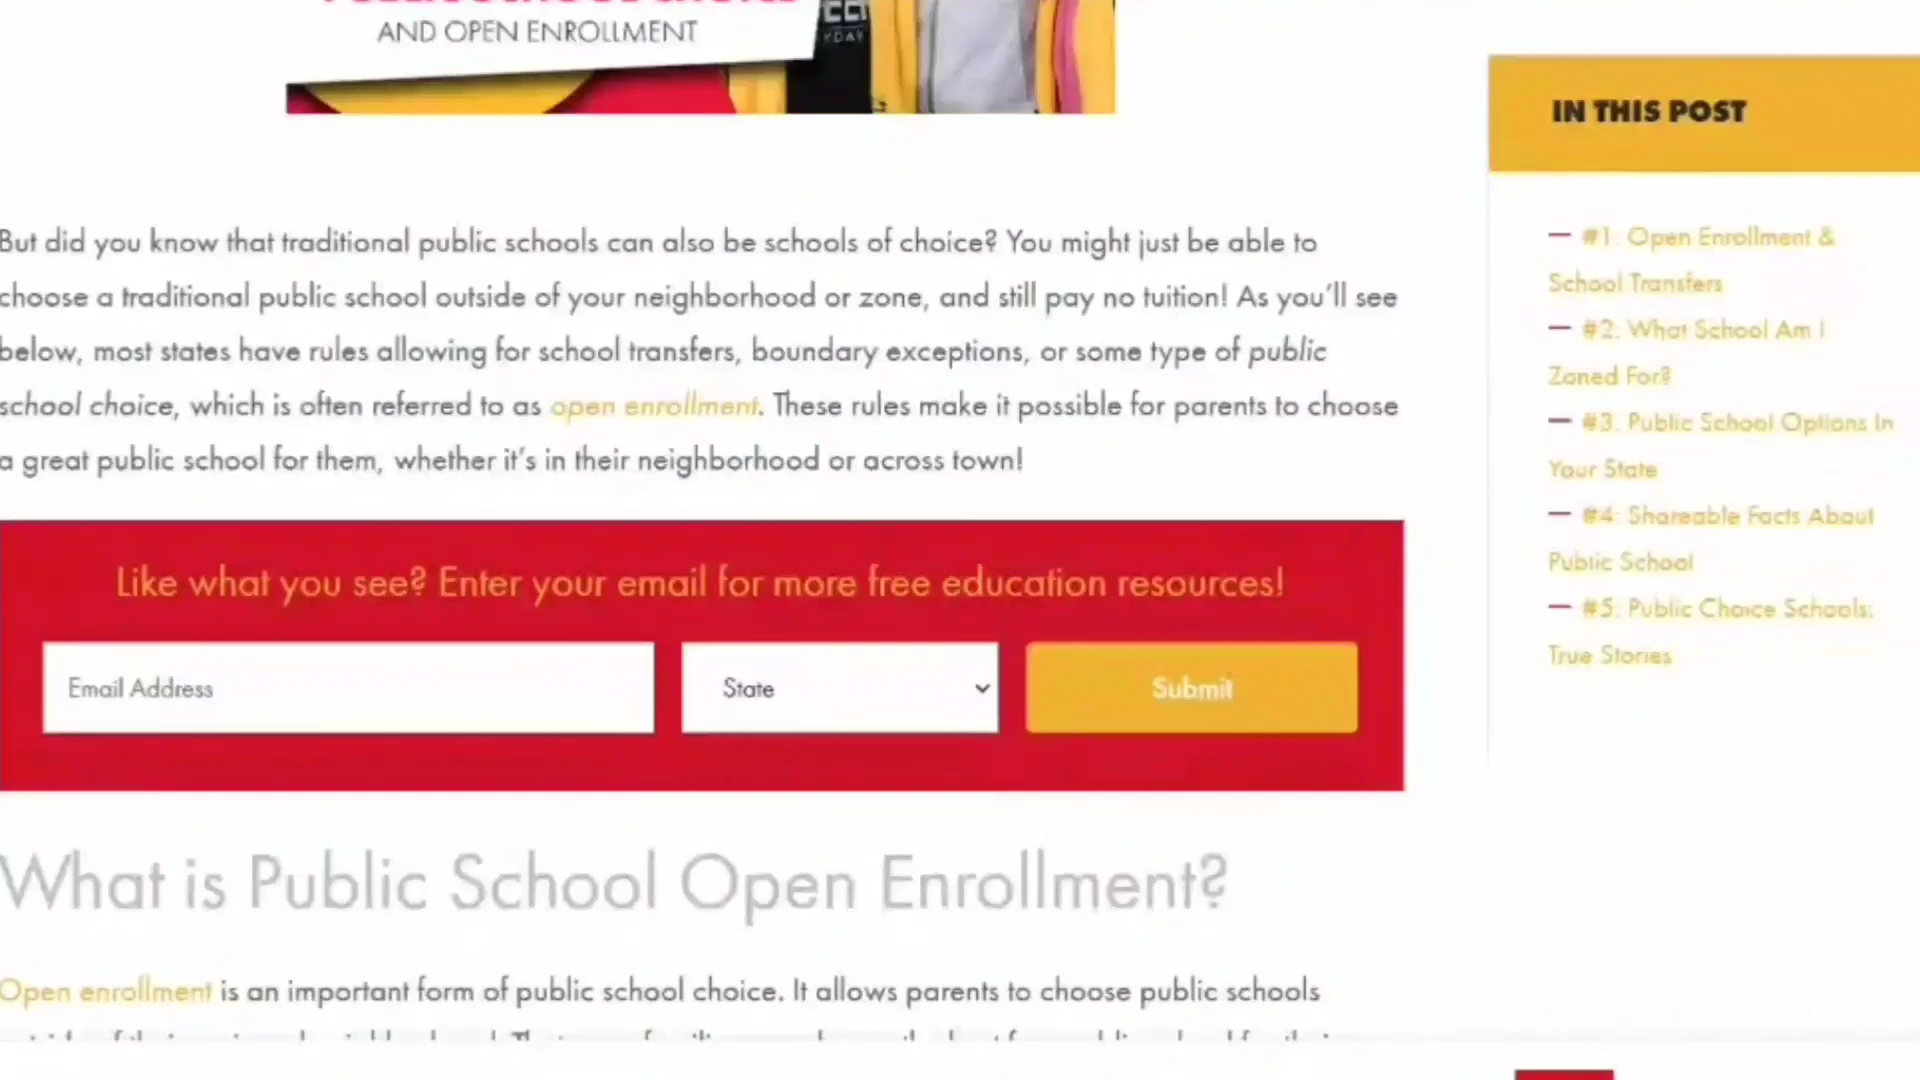 AND OPEN ENROLLMENT
But did you know that traditional public schools can also be schools of choice? You might just be able to
choose a traditional public school outside of your neighborhood or zone, and still pay no tuition! As you'll see
below, most states have rules allowing for school transfers, boundary exceptions, or some type of public
school choice, which is often referred to as open enrollment. These rules make it possible for parents to choose
a great public school for them, whether it's in their neighborhood or across town!
Like what you see? Enter your email for more free education resources!
Email Address
State
Submit
What is Public School Open Enrollment?
Open enrollment is an important form of public school choice. It allows parents to choose public schools
IN THIS POST
— #1: Open Enrollment &
School Transfers
— #2: What School Am I
Zoned For?
— #3: Public School Options In
Your State
— #4: Shareable Facts About
Public School
— #5: Public Choice Schools:
True Stories